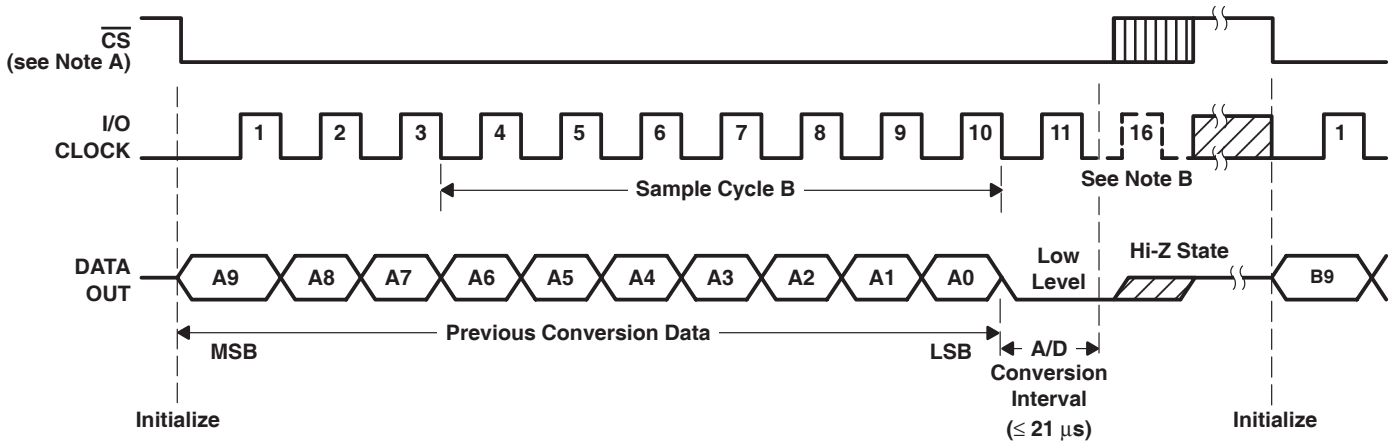 CS
(see Note A)
I/O
CLOCK
1 2 3 4 5 6 7 8 9 10 11 16 1
See Note B
Sample Cycle B
DATA
OUT
A9 A8 A7 A6 A5 A4 A3 A2 A1 A0
Low
Level
Hi-Z State
B9
Previous Conversion Data
MSB
LSB
A/D
Conversion
Interval
(≤ 21 μs)
Initialize
Initialize